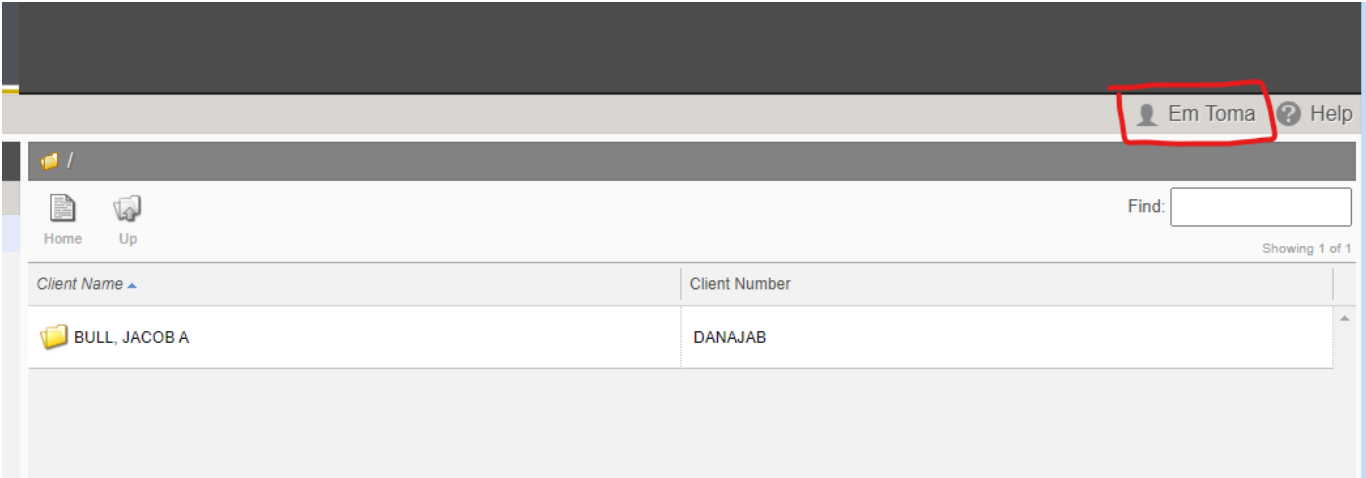 Em Toma Help
/
Home Up Find:
Showing 1 of 1
Client Name Client Number
BULL, JACOB A DANAJAB